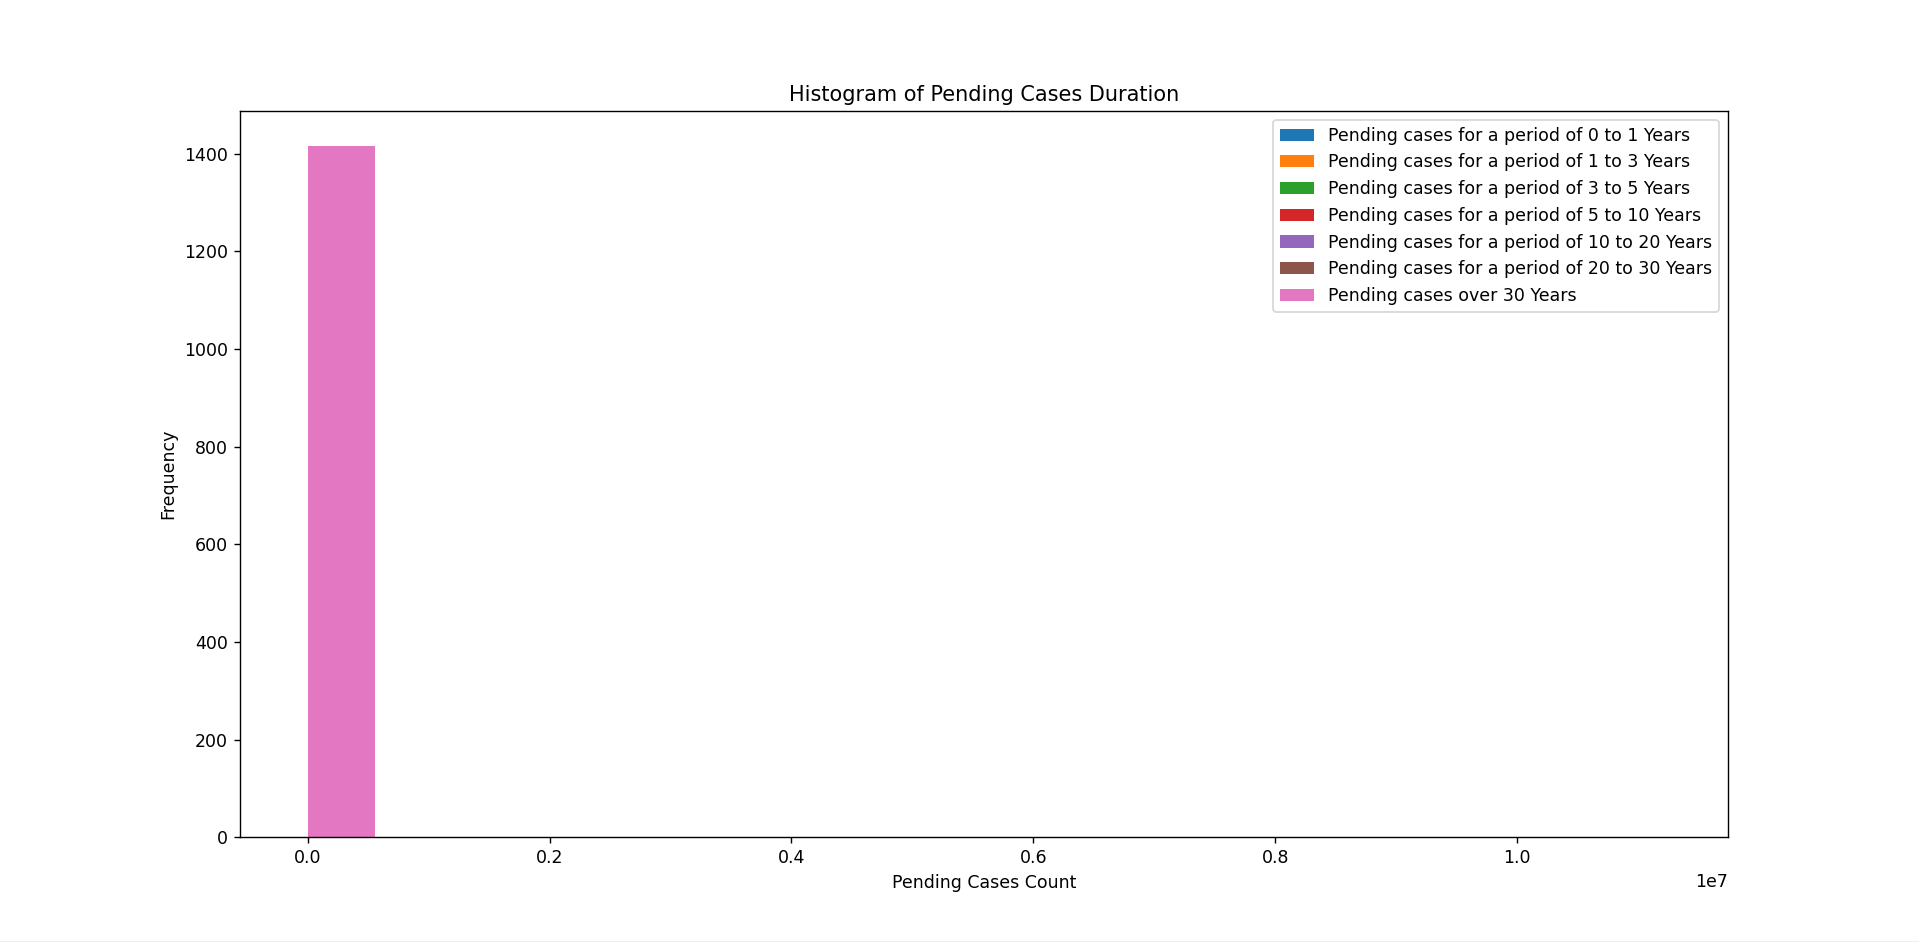 Histogram of Pending Cases Duration
Pending cases for a period of 0 to 1 Years
Pending cases for a period of 1 to 3 Years
Pending cases for a period of 3 to 5 Years
Pending cases for a period of 5 to 10 Years
Pending cases for a period of 10 to 20 Years
Pending cases for a period of 20 to 30 Years
Pending cases over 30 Years
1400
1200
1000
800
600
400
200
0
Frequency
0.0 0.2 0.4 0.6 0.8 1.0
1e7
Pending Cases Count